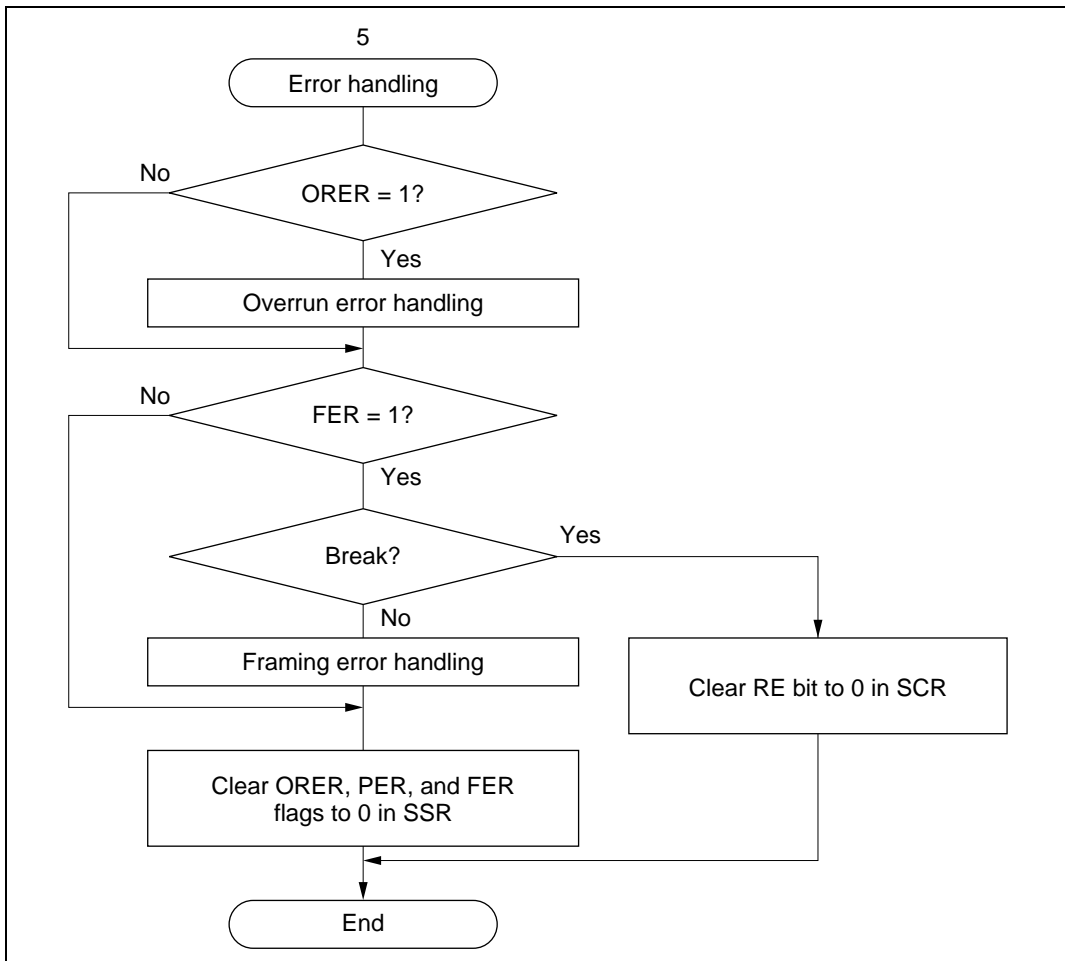 5
Error handling
No
ORER = 1?
Yes
Overrun error handling
No
FER = 1?
Yes
Break?
Yes
No
Framing error handling
Clear RE bit to 0 in SCR
Clear ORER, PER, and FER
flags to 0 in SSR
End